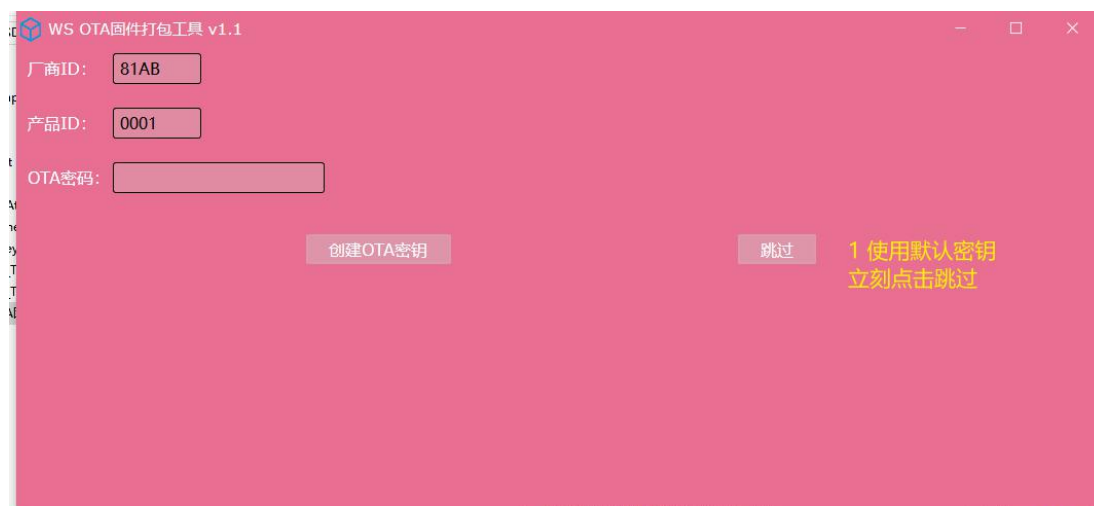 WS OTA固件打包工具 v1.1
厂商ID： 81AB
产品ID： 0001
OTA密码：
创建OTA密钥 跳过 1 使用默认密钥
立刻点击跳过